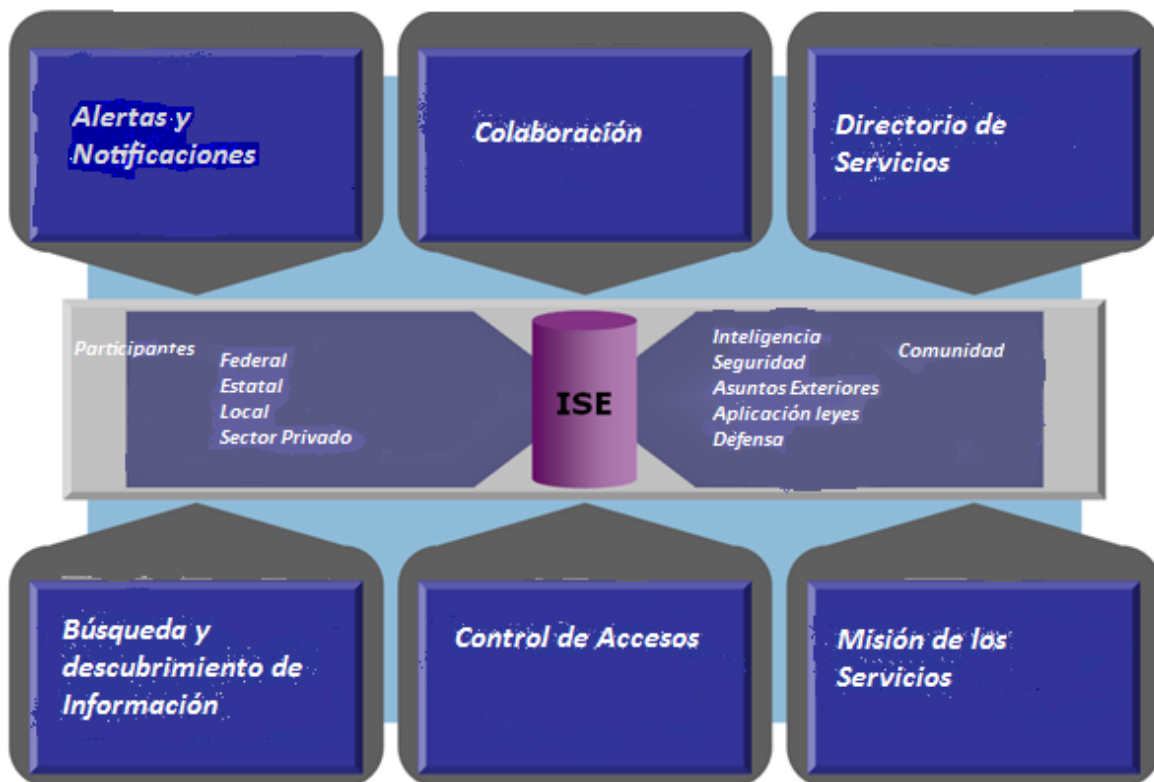 Alertas y
Notificaciones
Colaboración
Directorio de
Servicios
Participantes
Federal
Estatal
Local
Sector Privado
ISE
Inteligencia
Seguridad
Asuntos Exteriores
Aplicación leyes
Defensa
Comunidad
Búsqueda y
descubrimiento de
Información
Control de Accesos
Misión de los
Servicios